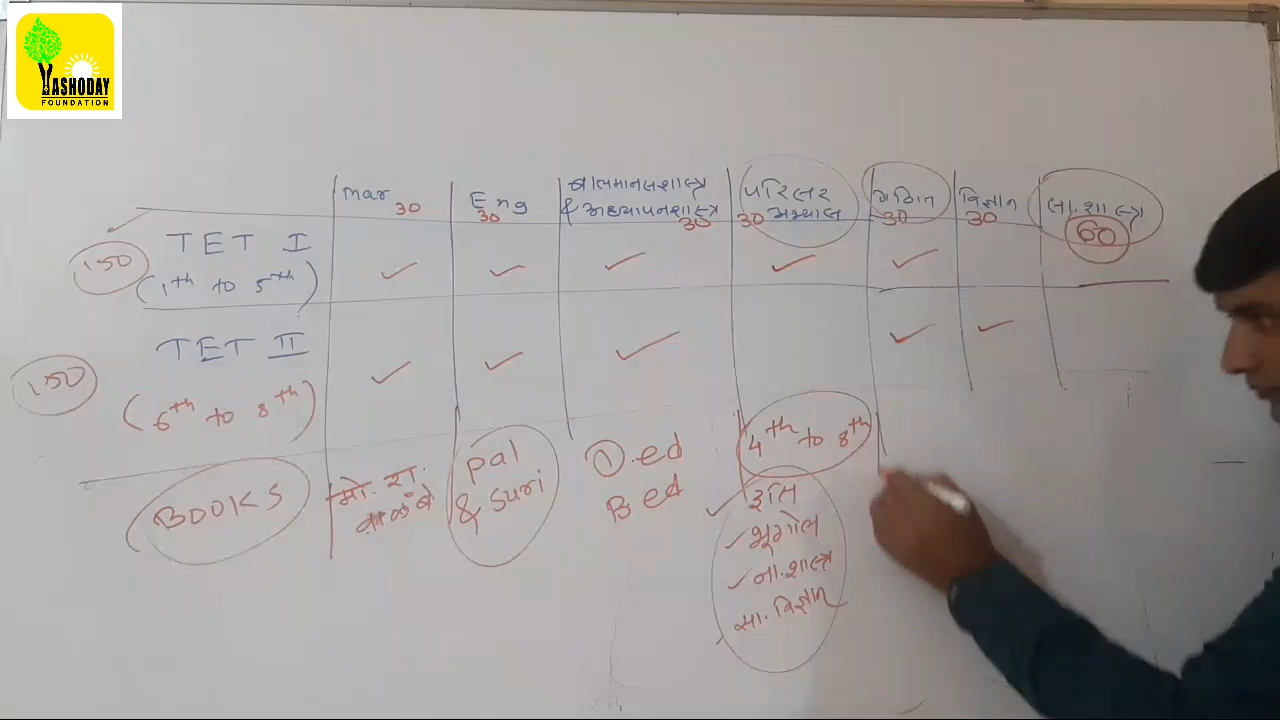 YASHODAY
FOUNDATION
Mar 30
Eng 30
बालमानसशास्त्र
& अध्यापनशास्त्र 30
परिसर
अभ्यास 30
गणित 30
विज्ञान 30
सा.शास्त्र
60
150
TET I
(1th to 5th)
150
TET II
(6th to 8th)
BOOKS
मो. रा.
वाळंबे
pal
& suri
D.ed
B.ed
4th to 8th
इति
भूगोल
ना.शास्त्र
सा.विज्ञान